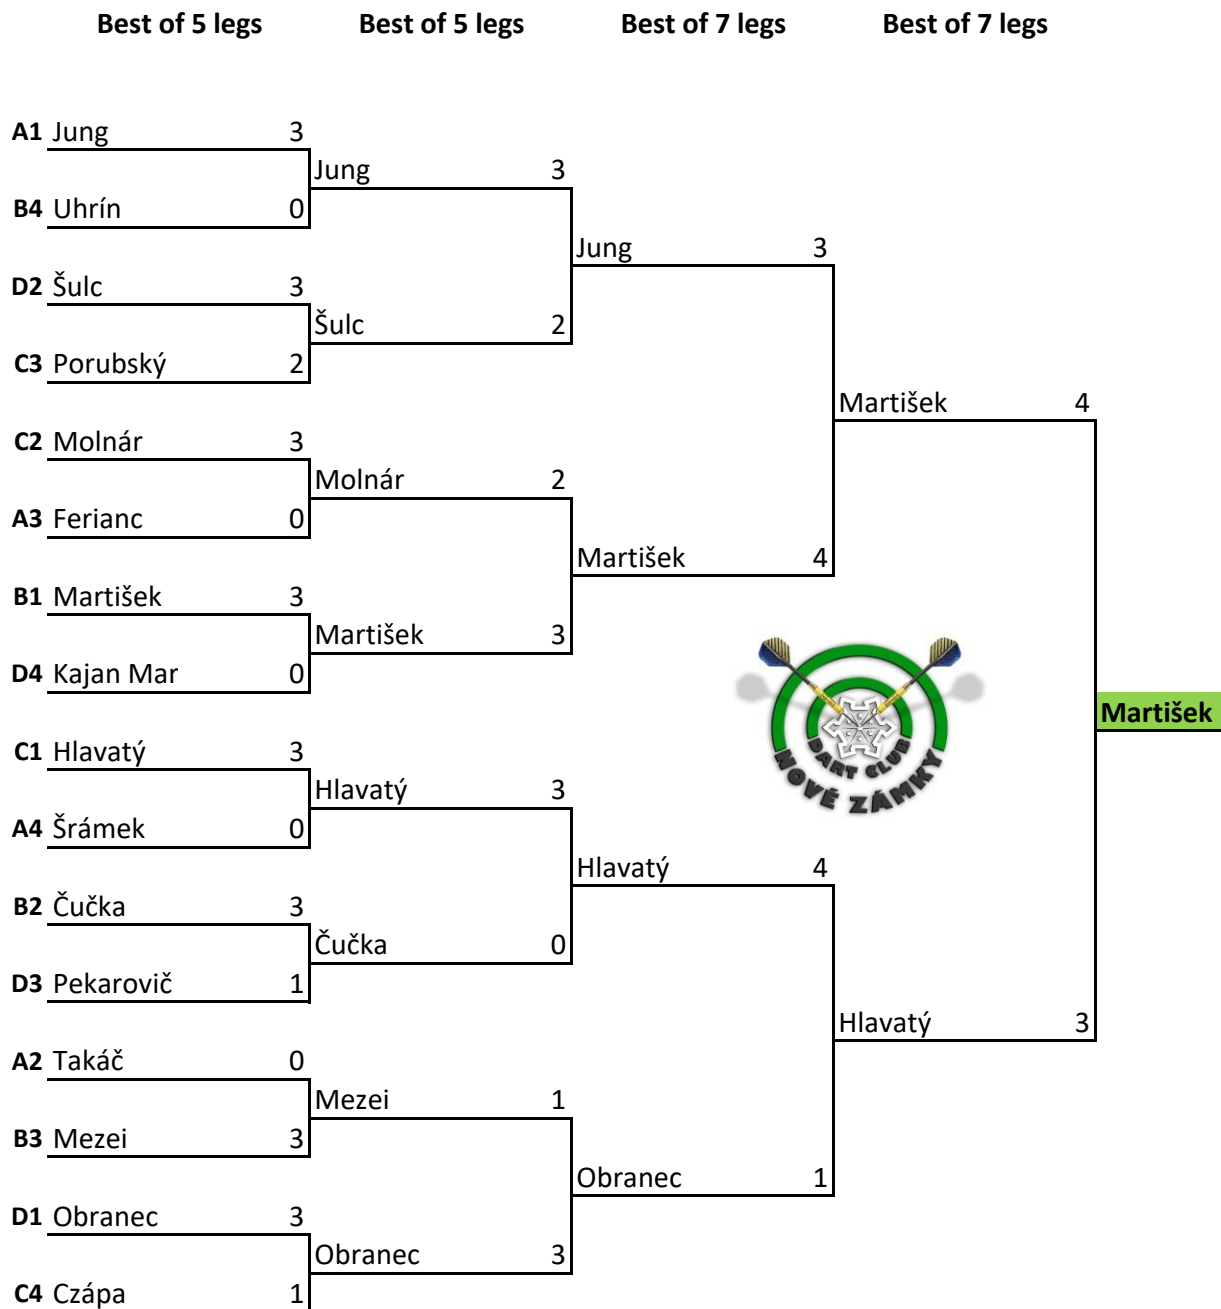 Best of 5 legs Best of 5 legs Best of 7 legs Best of 7 legs
A1 Jung 3
Jung 3
B4 Uhrín 0
Jung 3
D2 Šulc 3
Šulc 2
C3 Porubský 2
Martišek 4
C2 Molnár 3
Molnár 2
A3 Ferianc 0
Martišek 4
B1 Martišek 3
Martišek 3
D4 Kajan Mar 0
Martišek
C1 Hlavatý 3
DART CLUB
NOVÉ ZÁMKY
Hlavatý 3
A4 Šrámek 0
Hlavatý 4
B2 Čučka 3
Čučka 0
D3 Pekarovič 1
Hlavatý 3
A2 Takáč 0
Mezei 1
B3 Mezei 3
Obranec 1
D1 Obranec 3
Obranec 3
C4 Czápa 1